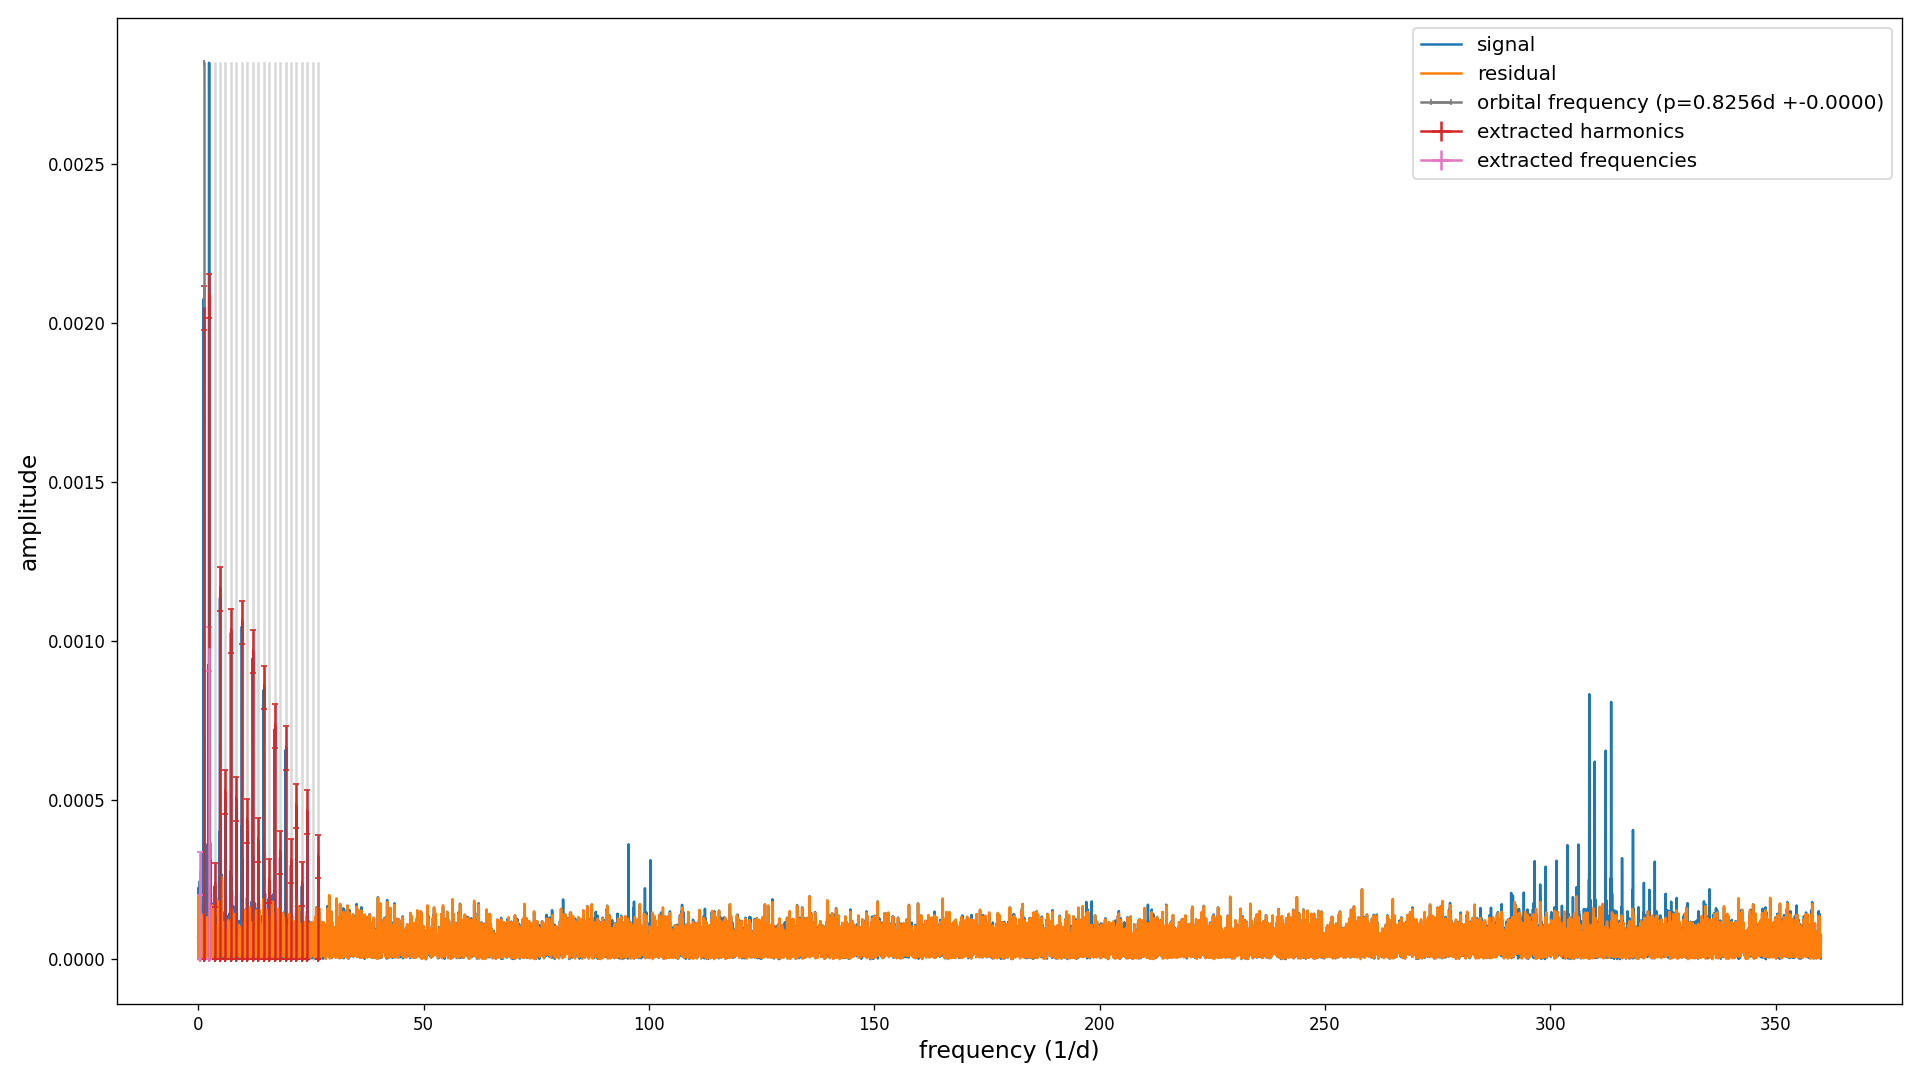 signal
residual
orbital frequency (p=0.8256d +-0.0000)
extracted harmonics
extracted frequencies
amplitude
0.0025
0.0020
0.0015
0.0010
0.0005
0.0000
0 50 100 150 200 250 300 350
frequency (1/d)